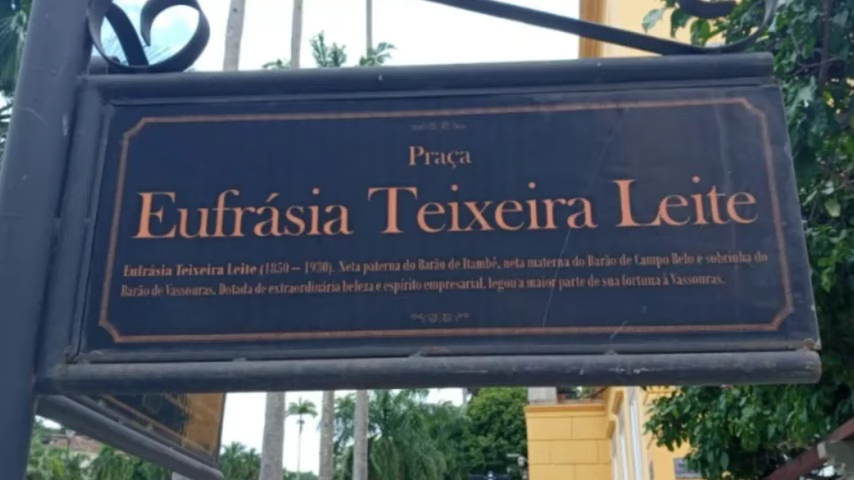 Praça
Eufrásia Teixeira Leite
Eufrásia Teixeira Leite (1850 – 1930). Neta paterna do Barão de Itambé, neta materna do Barão de Campo Belo e sobrinha do
Barão de Vassouras. Dotada de extraordinária beleza e espírito empresarial, legou a maior parte de sua fortuna à Vassouras.